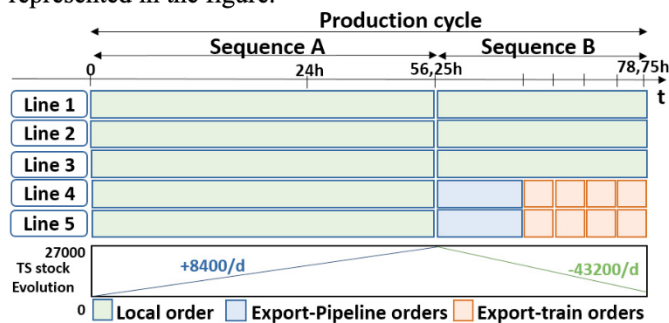 represented in the figure.
Production cycle
Sequence A Sequence B
0 24h 56,25h 78,75h
t
Line 1
Line 2
Line 3
Line 4
Line 5
27000
TS stock
Evolution
0
+8400/d
-43200/d
Local order Export-Pipeline orders Export-train orders